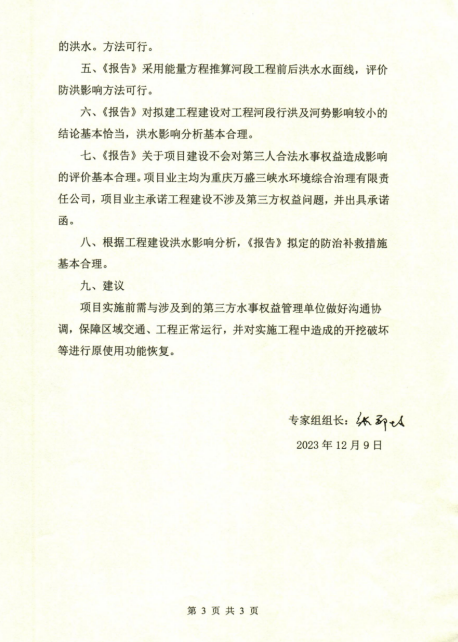 的洪水。方法可行。
五、《报告》采用能量方程推算河段工程前后洪水水面线，评价
防洪影响方法可行。
六、《报告》对拟建工程建设对工程河段行洪及河势影响较小的
结论基本恰当，洪水影响分析基本合理。
七、《报告》关于项目建设不会对第三人合法水事权益造成影响
的评价基本合理。项目业主均为重庆万盛三峡水环境综合治理有限责
任公司，项目业主承诺工程建设不涉及第三方权益问题，并出具承诺
函。
八、根据工程建设洪水影响分析，《报告》拟定的防治补救措施
基本合理。
九、建议
项目实施前需与涉及到的第三方水事权益管理单位做好沟通协
调，保障区域交通、工程正常运行，并对实施工程中造成的开挖破坏
等进行原使用功能恢复。
专家组组长：
2023 年 12 月 9 日
第 3 页 共 3 页